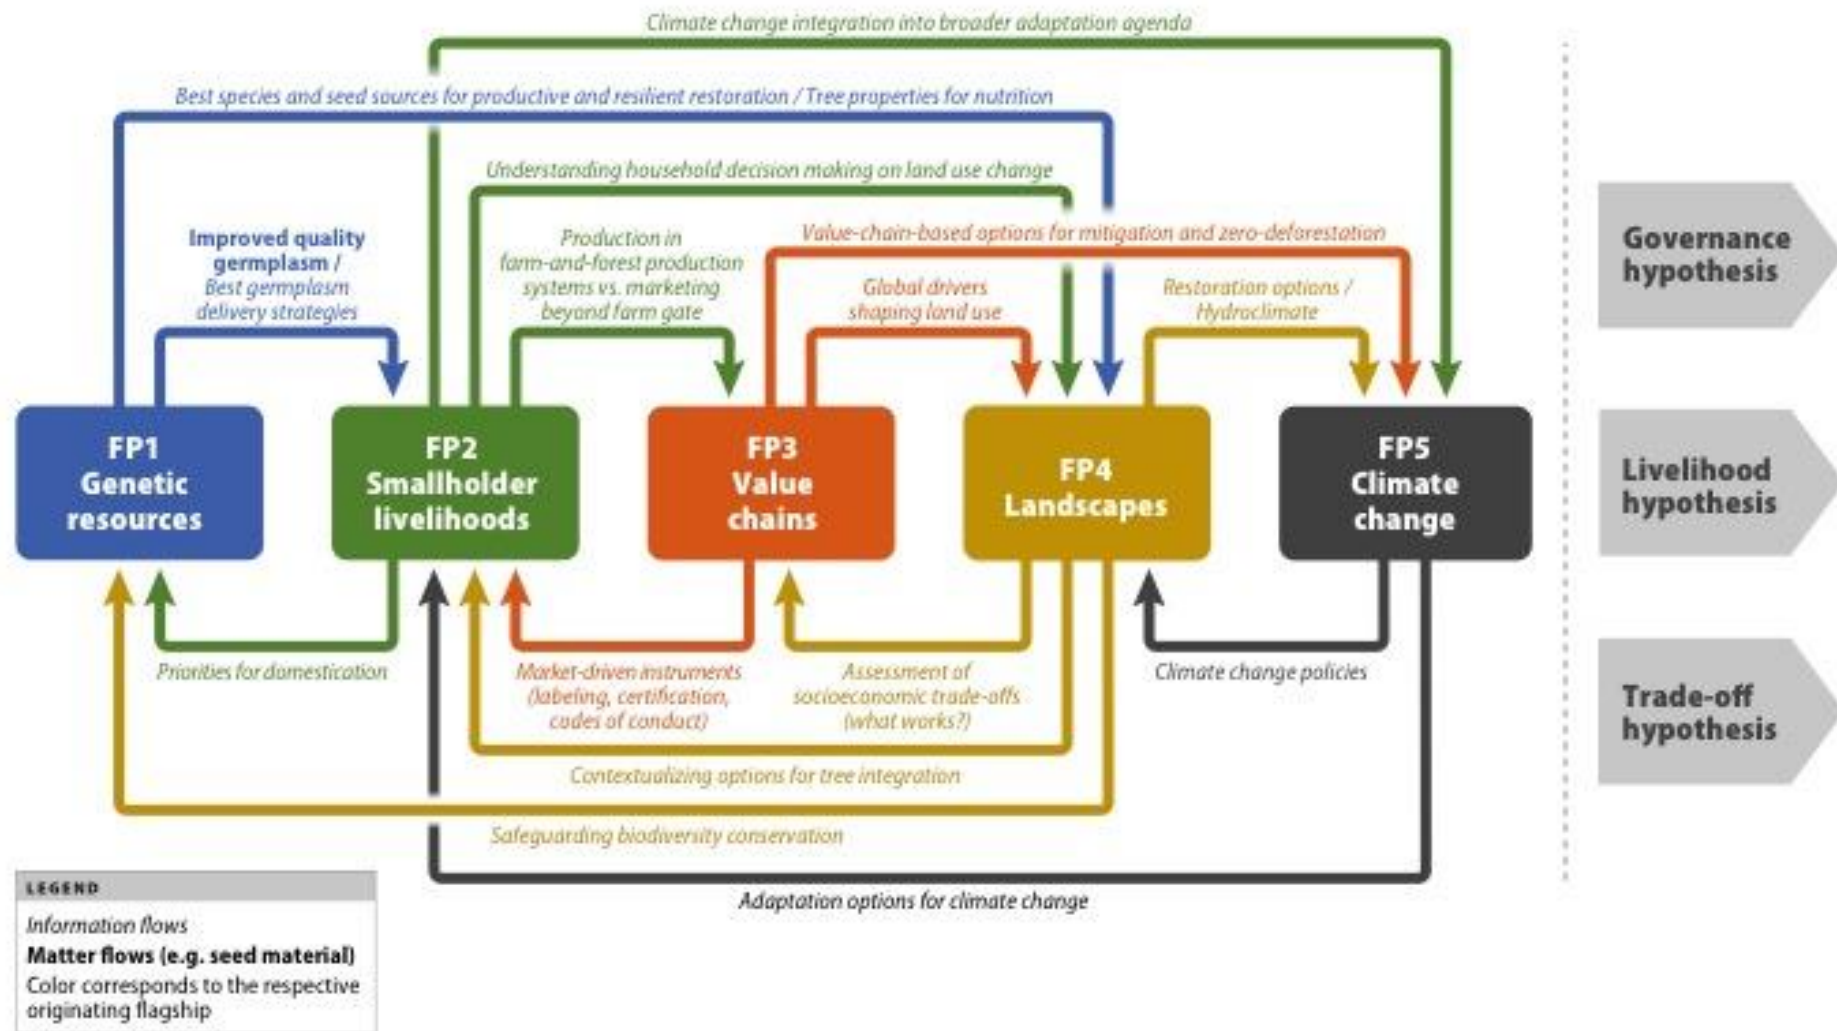 Climate change integration into broader adaptation agenda
Best species and seed sources for productive and resilient restoration / Tree properties for nutrition
Understanding household decision making on land use change
Improved quality
germplasm /
Best germplasm
delivery strategies
Production in
farm-and-forest production
systems vs. marketing
beyond farm gate
Value-chain-based options for mitigation and zero-deforestation
Global drivers
shaping land use
Restoration options /
Hydroclimate
FP1
Genetic
resources
FP2
Smallholder
livelihoods
FP3
Value
chains
FP4
Landscapes
FP5
Climate
change
Priorities for domestication
Market-driven instruments
(labeling, certification,
codes of conduct)
Assessment of
socioeconomic trade-offs
(what works?)
Climate change policies
Contextualizing options for tree integration
Safeguarding biodiversity conservation
Adaptation options for climate change
Governance
hypothesis
Livelihood
hypothesis
Trade-off
hypothesis
LEGEND
Information flows
Matter flows (e.g. seed material)
Color corresponds to the respective
originating flagship